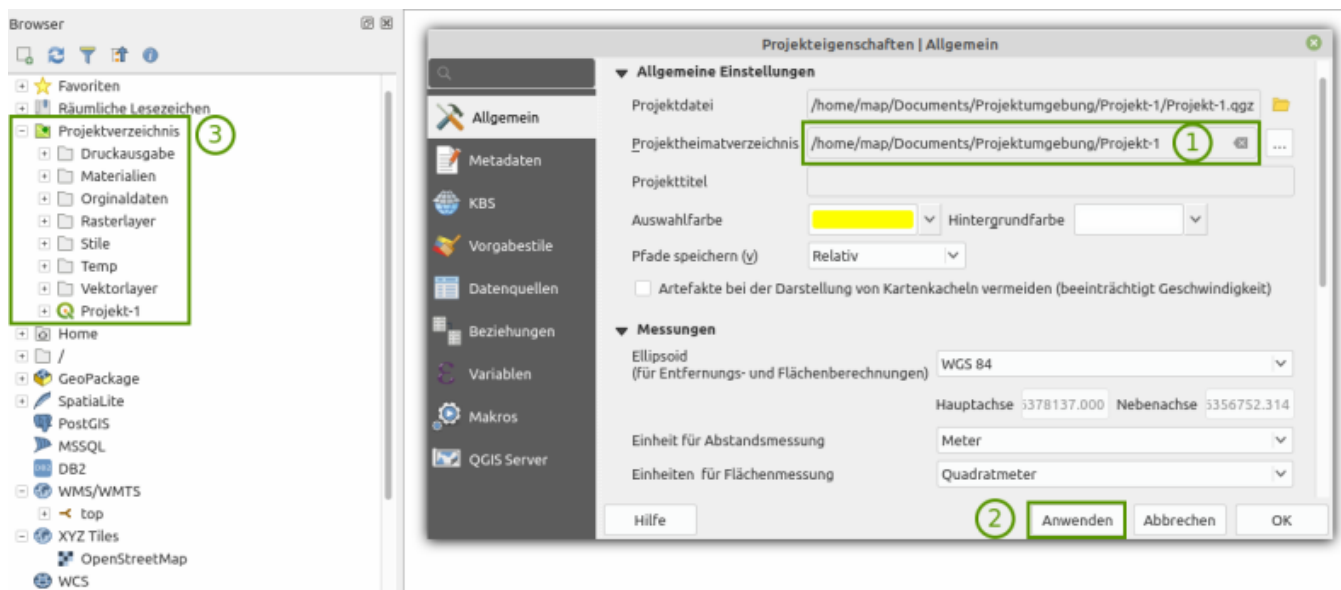 Browser
Favoriten
Räumliche Lesezeichen
Projektverzeichnis
3
Druckausgabe
Materialien
Orginaldaten
Rasterlayer
Stile
Temp
Vektorlayer
Projekt-1
Home
/
GeoPackage
SpatiaLite
PostGIS
MSSQL
DB2
DB2
WMS/WMTS
top
XYZ Tiles
OpenStreetMap
WCS
Projekteigenschaften | Allgemein
Allgemein
Metadaten
KBS
Vorgabestile
Datenquellen
Beziehungen
Variablen
Makros
QGIS Server
Allgemeine Einstellungen
Projektdatei /home/map/Documents/Projektumgebung/Projekt-1/Projekt-1.qgz
Projektheimatverzeichnis /home/map/Documents/Projektumgebung/Projekt-1 1 ...
Projekttitel
Auswahlfarbe Hintergrundfarbe
Pfade speichern (v) Relativ
Artefakte bei der Darstellung von Kartenkacheln vermeiden (beeinträchtigt Geschwindigkeit)
Messungen
Ellipsoid
(für Entfernungs- und Flächenberechnungen) WGS 84
Hauptachse 5378137.000 Nebenachse 5356752.314
Einheit für Abstandsmessung Meter
Einheiten für Flächenmessung Quadratmeter
Hilfe 2 Anwenden Abbrechen OK